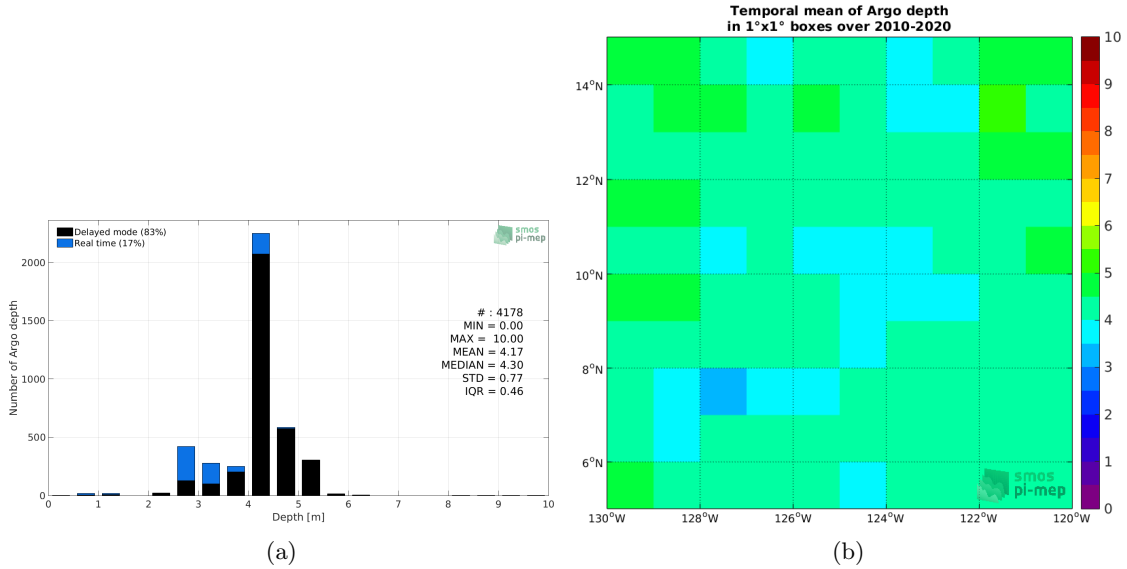 Delayed mode (83%)
Real time (17%)
smos
pi-mep
# : 4178
MIN = 0.00
MAX = 10.00
MEAN = 4.17
MEDIAN = 4.30
STD = 0.77
IQR = 0.46
Number of Argo depth
2000
1500
1000
500
0
0 1 2 3 4 5 6 7 8 9 10
Depth [m]
(a)
Temporal mean of Argo depth
in 1°x1° boxes over 2010-2020
14°N
12°N
10°N
8°N
6°N
130°W 128°W 126°W 124°W 122°W 120°W
10
9
8
7
6
5
4
3
2
1
0
smos
pi-mep
(b)